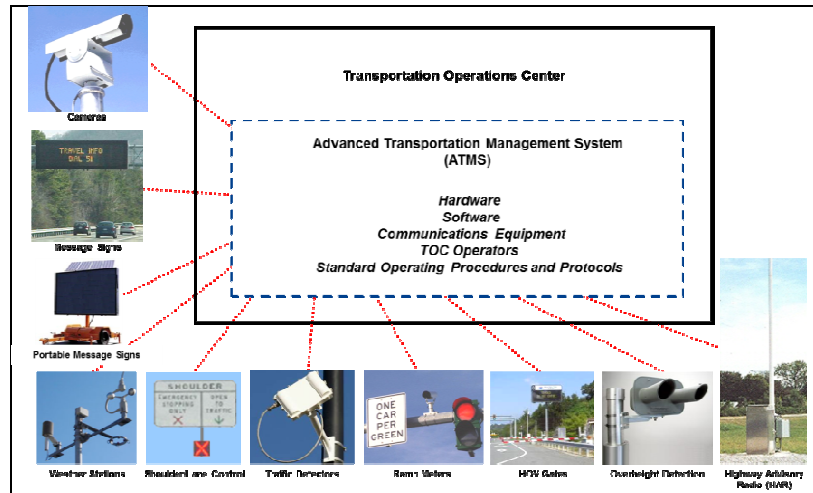 Transportation Operations Center
Advanced Transportation Management System
(ATMS)
Hardware
Software
Communications Equipment
TOC Operators
Standard Operating Procedures and Protocols
Cameras
TRAVEL INFO
DIAL 511
Message Signs
Portable Message Signs
SHOULDER
EMERGENCY
STOPPING
ONLY
OPEN
TO
TRAFFIC
ONE
CAR
PER
GREEN
Weather Stations
Shoulder Lane Control
Traffic Detectors
Ramp Meters
HOV Gates
Overheight Detection
Highway Advisory
Radio (HAR)